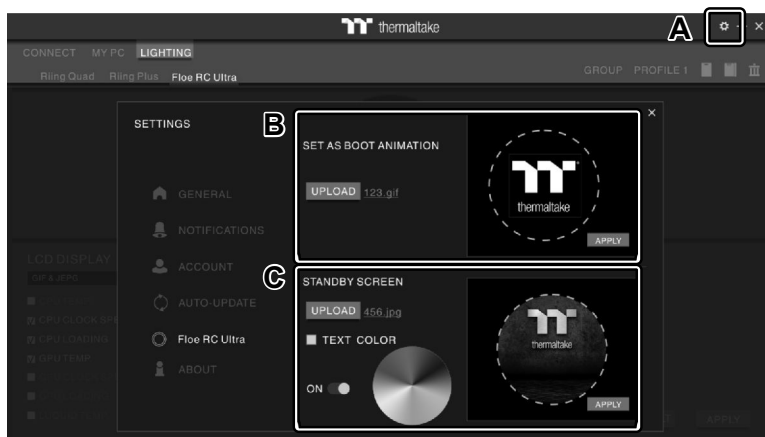 thermaltake
A
CONNECT MY PC LIGHTING
Riing Quad Riing Plus Floe RC Ultra
GROUP PROFILE 1
SETTINGS
GENERAL
NOTIFICATIONS
ACCOUNT
AUTO-UPDATE
Floe RC Ultra
ABOUT
B
SET AS BOOT ANIMATION
UPLOAD 123.gif
thermaltake
APPLY
C
STANDBY SCREEN
UPLOAD 456.jpg
TEXT COLOR
ON
thermaltake
APPLY
LCD DISPLAY
GIF & JEPG
CPU CLOCK SPE
CPU LOADING
GPU TEMP
APPLY